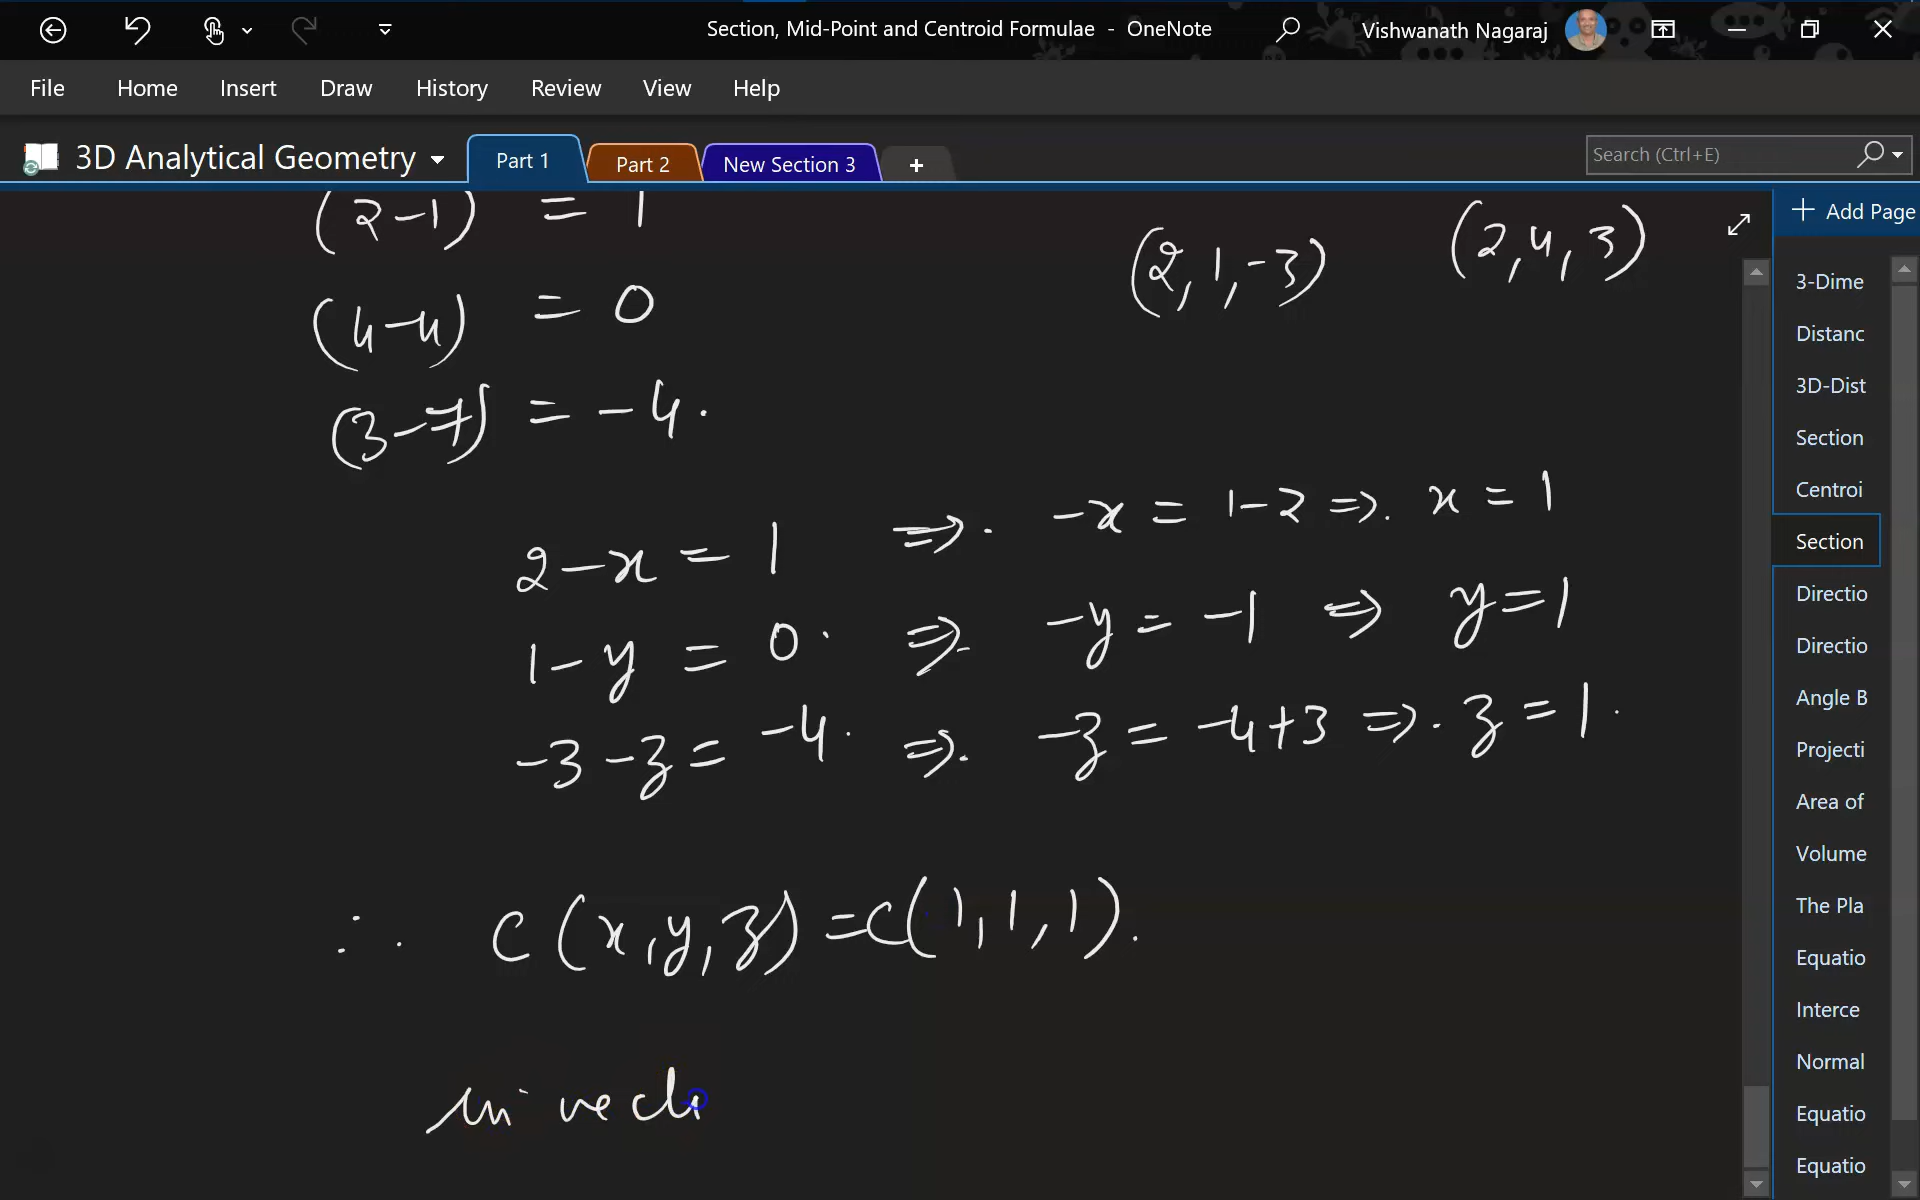 Section, Mid-Point and Centroid Formulae - OneNote
Vishwanath Nagaraj
File Home Insert Draw History Review View Help
3D Analytical Geometry
Part 1
Part 2
New Section 3
+
Search (Ctrl+E)
(2-1) = 1
(2, 1, -3) (2, 4, 3)
(4-4) = 0
(3-7) = -4.
2-x = 1 ⇒. -x = 1-2 ⇒. x = 1
1-y = 0. ⇒. -y = -1 ⇒ y = 1
-3-z = -4. ⇒. -z = -4+3 ⇒. z = 1.
∴ C (x, y, z) = C(1, 1, 1).
in vect
+ Add Page
3-Dime
Distanc
3D-Dist
Section
Centroi
Section
Directio
Directio
Angle B
Projecti
Area of
Volume
The Pla
Equatio
Interce
Normal
Equatio
Equatio